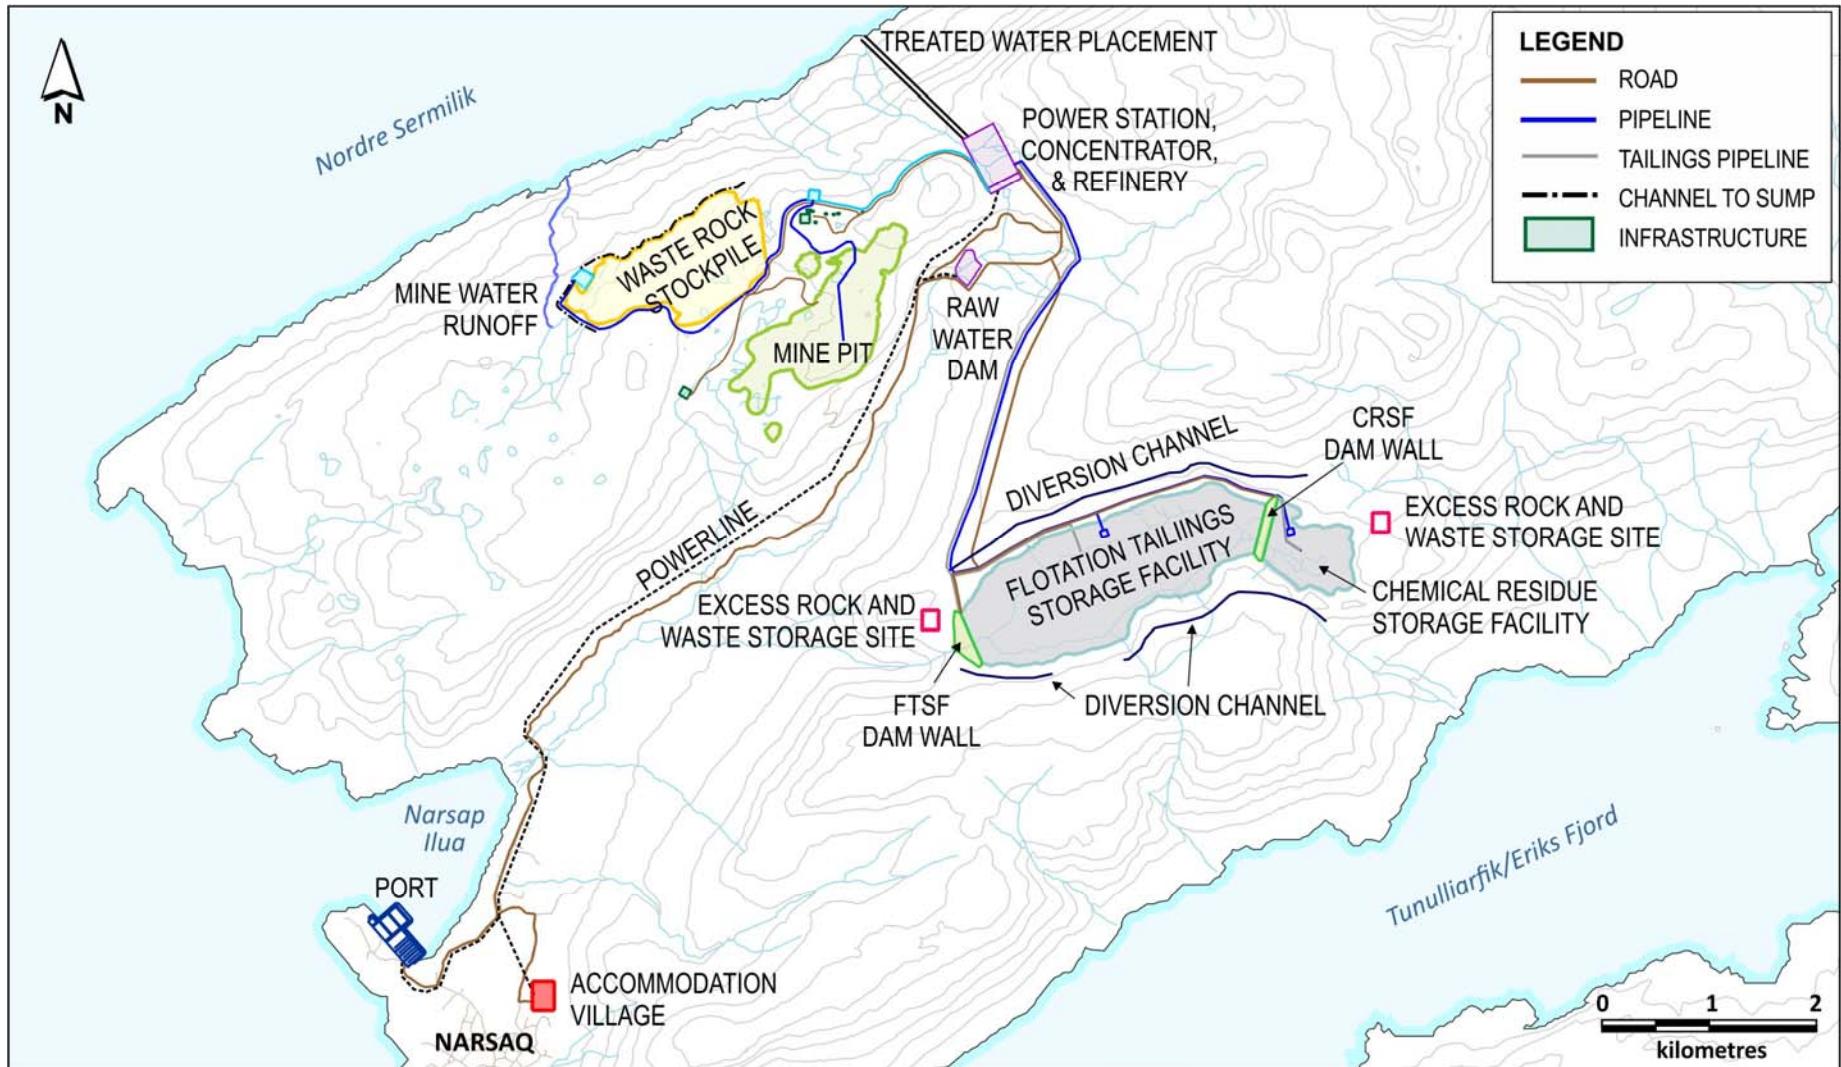 TREATED WATER PLACEMENT
LEGEND
ROAD
PIPELINE
TAILINGS PIPELINE
CHANNEL TO SUMP
INFRASTRUCTURE
N
Nordre Sermilik
POWER STATION,
CONCENTRATOR,
& REFINERY
WASTE ROCK
STOCKPILE
MINE WATER
RUNOFF
MINE PIT
RAW
WATER
DAM
CRSF
DAM WALL
DIVERSION CHANNEL
EXCESS ROCK AND
WASTE STORAGE SITE
POWERLINE
FLOTATION TAILIINGS
STORAGE FACILITY
EXCESS ROCK AND
WASTE STORAGE SITE
CHEMICAL RESIDUE
STORAGE FACILITY
FTSF
DAM WALL
DIVERSION CHANNEL
Narsap
Ilua
Tunulliarfik/Eriks Fjord
PORT
ACCOMMODATION
VILLAGE
NARSAQ
0 1 2
kilometres